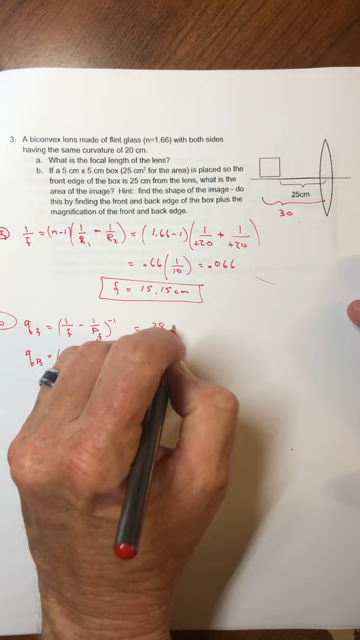 3. A biconvex lens made of flint glass (n=1.66) with both sides
having the same curvature of 20 cm.
a. What is the focal length of the lens?
b. If a 5 cm x 5 cm box (25 cm² for the area) is placed so the
front edge of the box is 25 cm from the lens, what is the
area of the image? Hint: find the shape of the image - do
this by finding the front and back edge of the box plus the
magnification of the front and back edge.
25cm
30
1/f = (n-1)(1/R₁ - 1/R₂) = (1.66-1)(1/+20 + 1/+20)
= .66(1/10) = .066
f = 15.15cm
q_f = (1/f - 1/P_f)⁻¹ =
q_B =